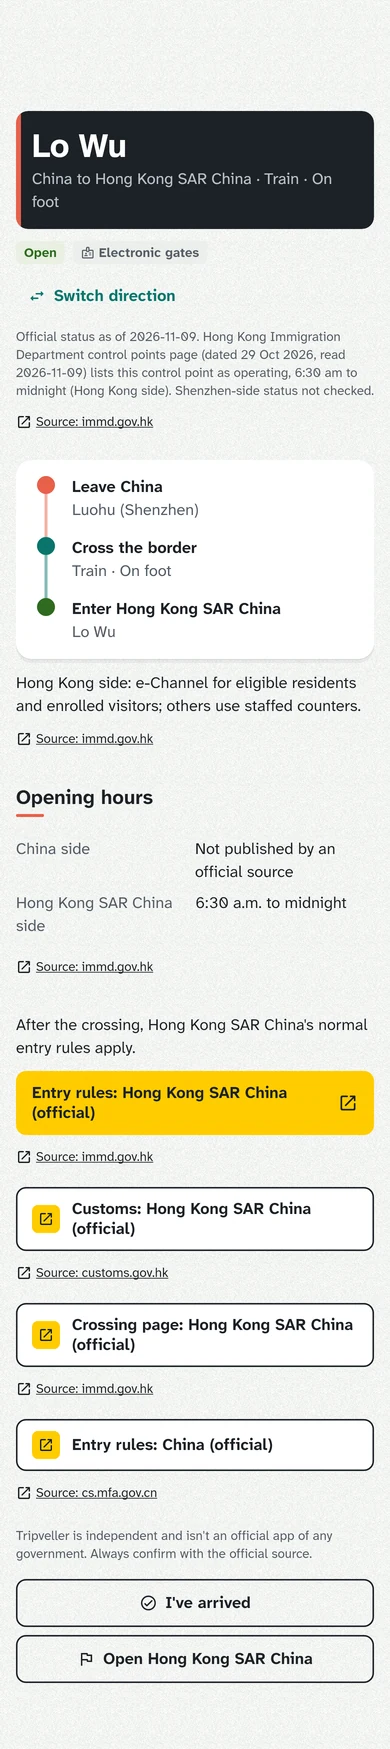 Lo Wu
China to Hong Kong SAR China · Train · On
foot
Open
Electronic gates
Switch direction
Official status as of 2026-11-09. Hong Kong Immigration
Department control points page (dated 29 Oct 2026, read
2026-11-09) lists this control point as operating, 6:30 am to
midnight (Hong Kong side). Shenzhen-side status not checked.
Source: immd.gov.hk
Leave China
Luohu (Shenzhen)
Cross the border
Train · On foot
Enter Hong Kong SAR China
Lo Wu
Hong Kong side: e-Channel for eligible residents
and enrolled visitors; others use staffed counters.
Source: immd.gov.hk
Opening hours
China side
Not published by an
official source
Hong Kong SAR China
side
6:30 a.m. to midnight
Source: immd.gov.hk
After the crossing, Hong Kong SAR China's normal
entry rules apply.
Entry rules: Hong Kong SAR China
(official)
Source: immd.gov.hk
Customs: Hong Kong SAR China
(official)
Source: customs.gov.hk
Crossing page: Hong Kong SAR China
(official)
Source: immd.gov.hk
Entry rules: China (official)
Source: cs.mfa.gov.cn
Tripveller is independent and isn't an official app of any
government. Always confirm with the official source.
I've arrived
Open Hong Kong SAR China